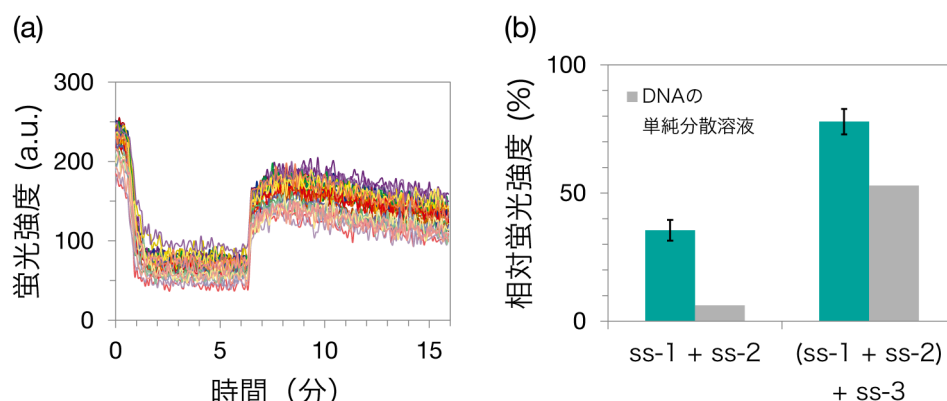 (a)
300
200
100
0
蛍光強度 (a.u.)
0
5
10
15
時間（分）
(b)
100
50
0
相対蛍光強度 (%)
DNAの
単純分散溶液
ss-1 + ss-2
(ss-1 + ss-2)
+ ss-3